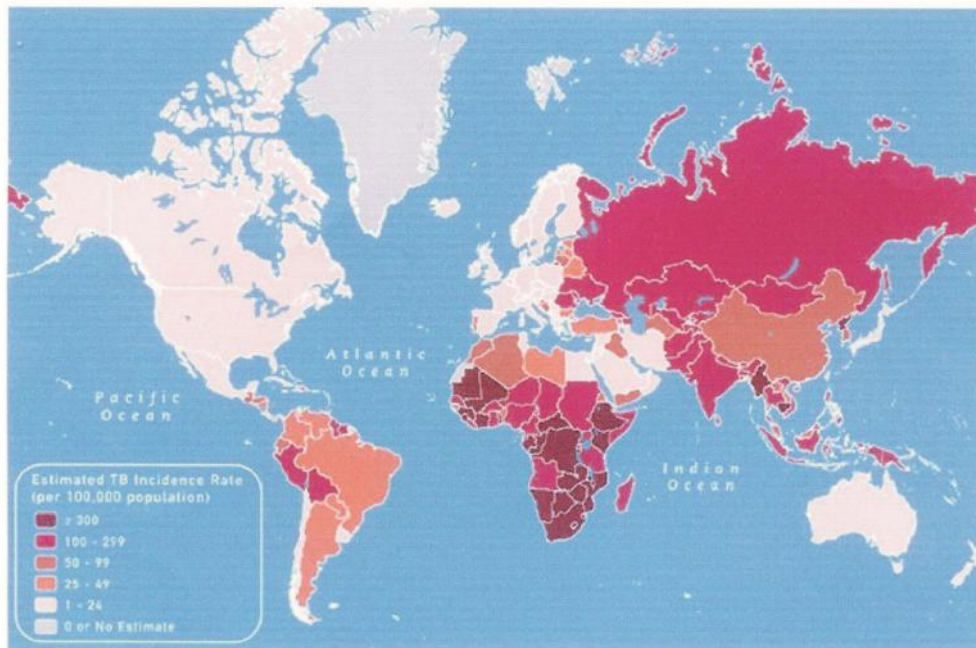 Atlantic
Ocean
Pacific
Ocean
Indian
Ocean
Estimated TB Incidence Rate
(per 100,000 population)
≥ 300
100 - 299
50 - 99
25 - 49
1 - 24
0 or No Estimate